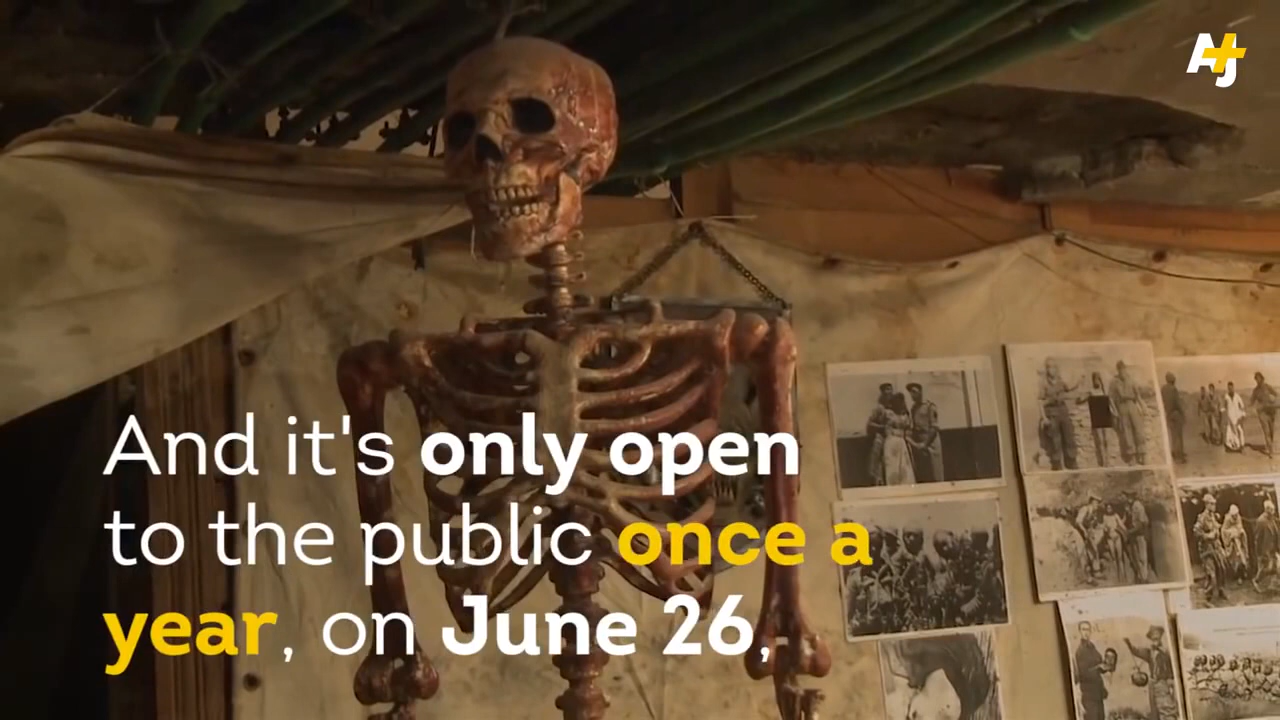 AJ+
And it's only open
to the public once a
year, on June 26,